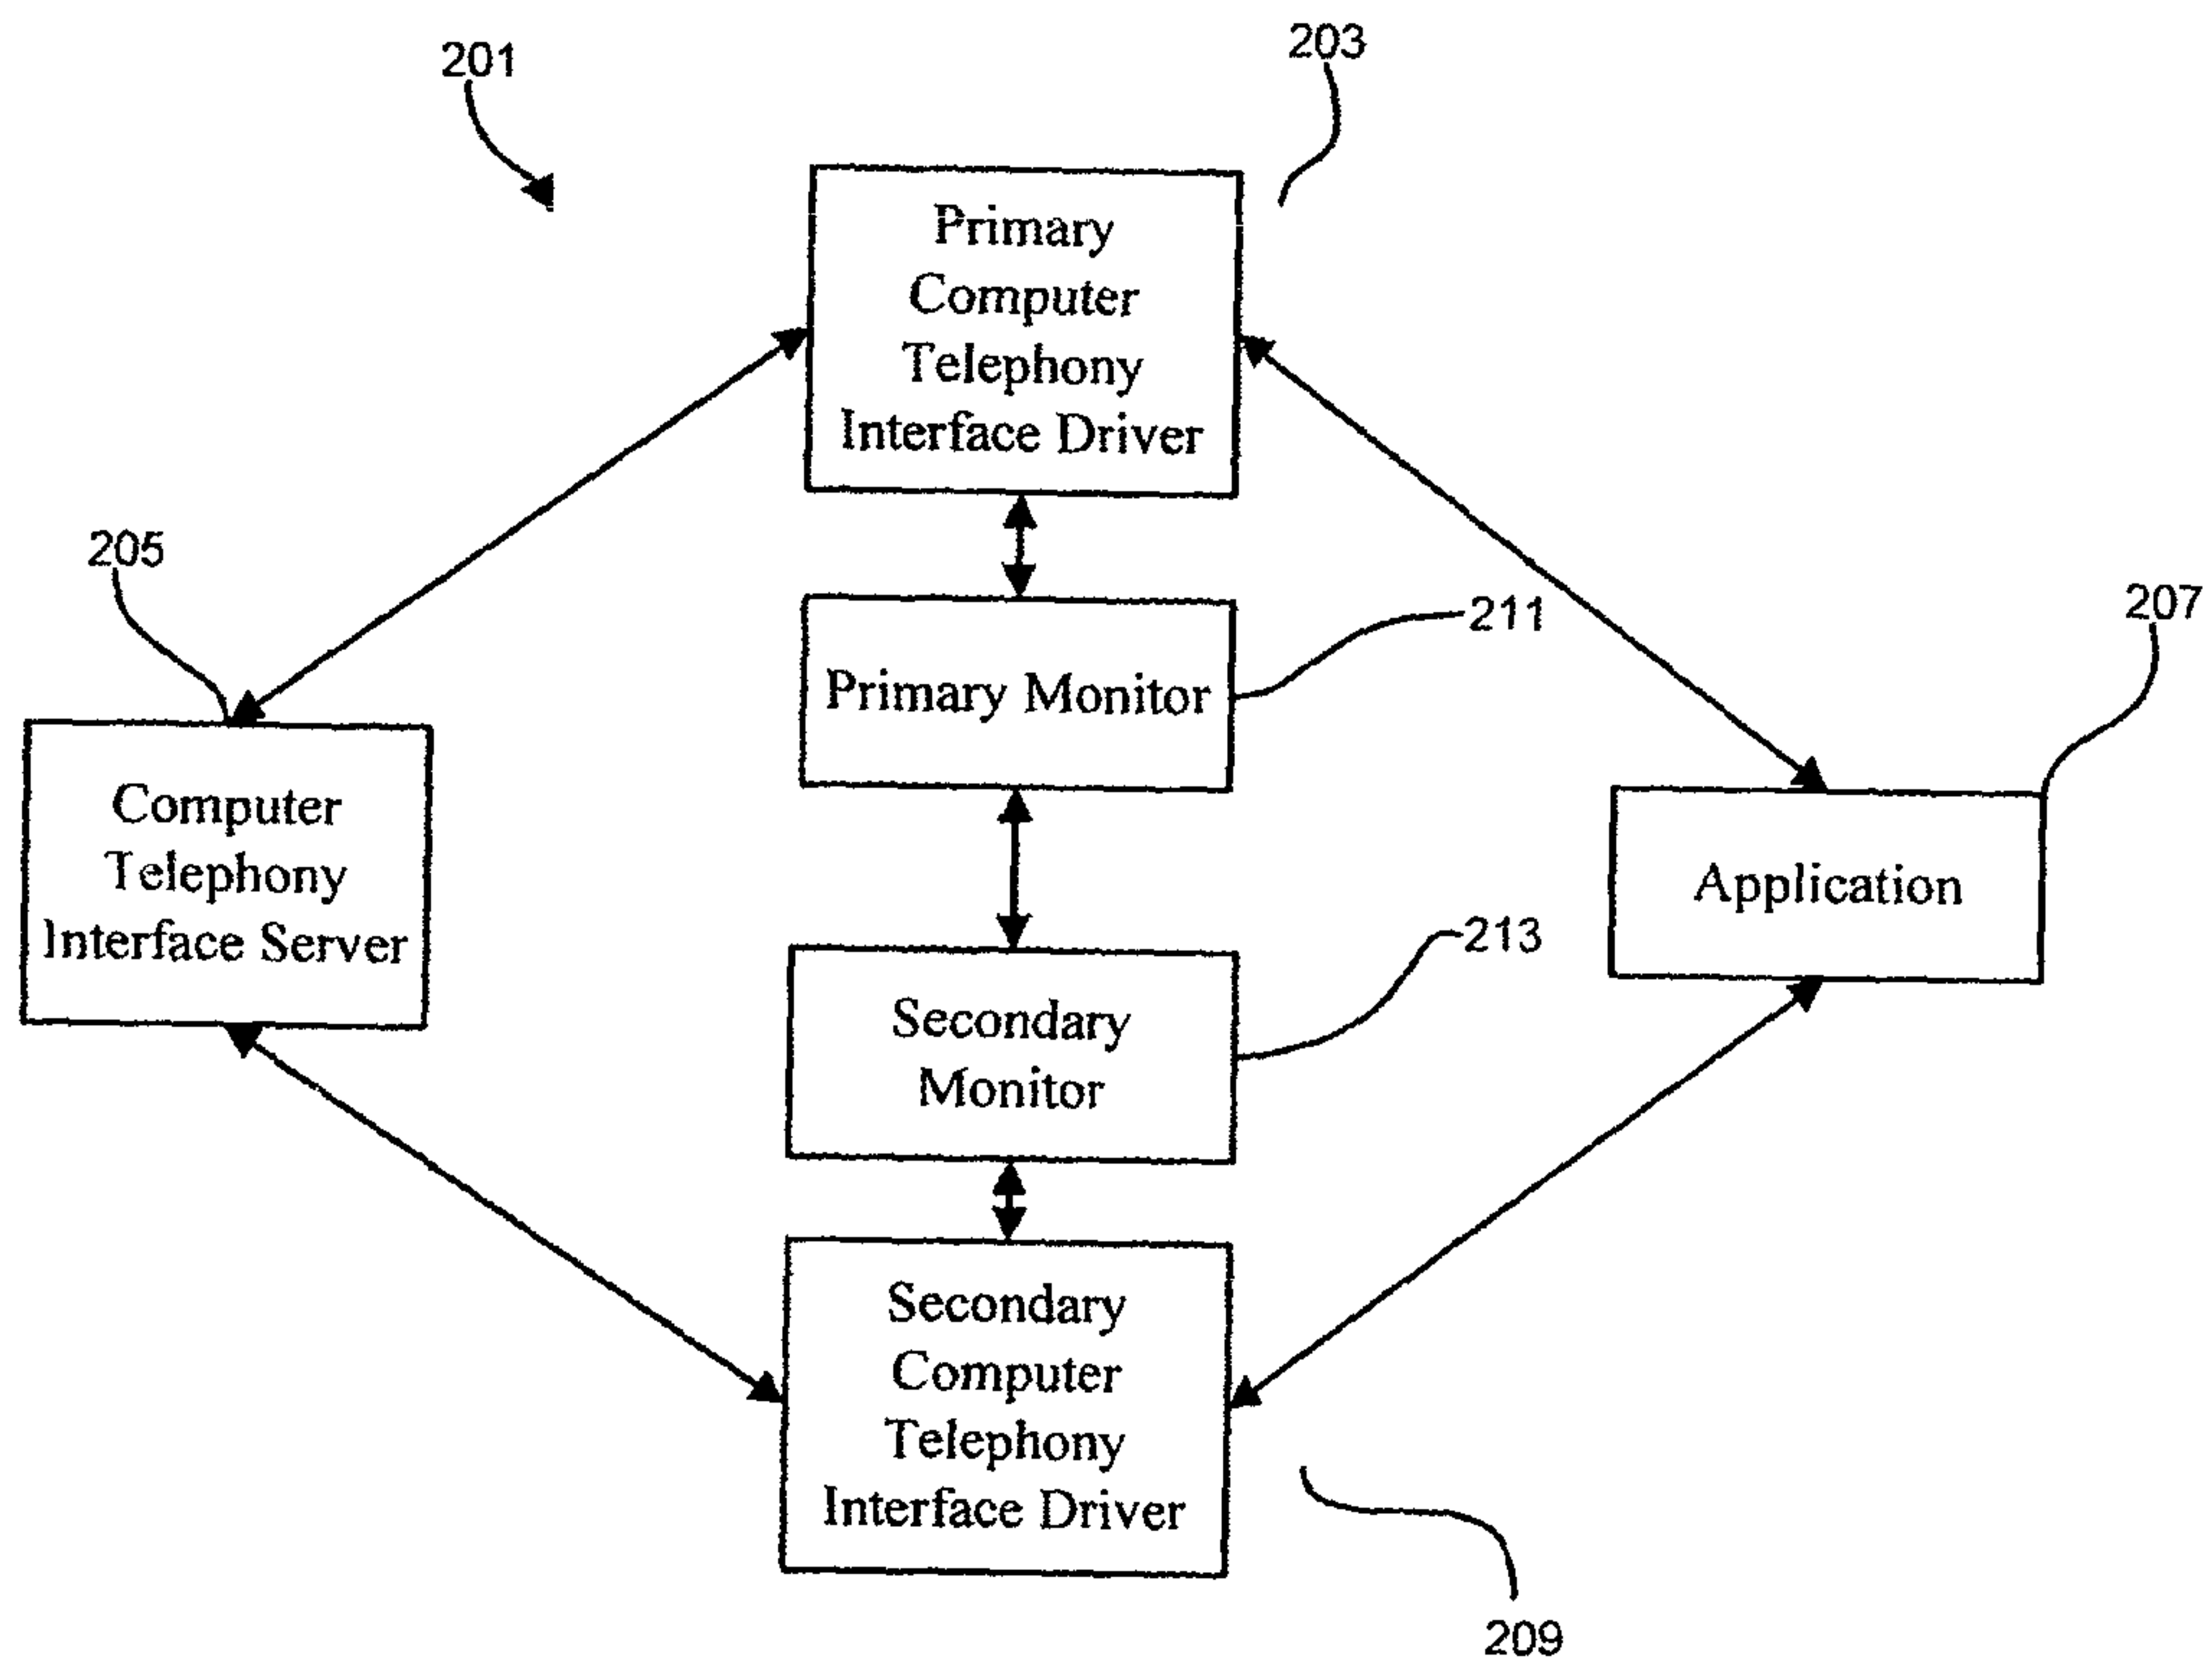 201
203
Primary
Computer
Telephony
Interface Driver
205
211
207
Primary Monitor
Computer
Telephony
Interface Server
Application
213
Secondary
Monitor
Secondary
Computer
Telephony
Interface Driver
209